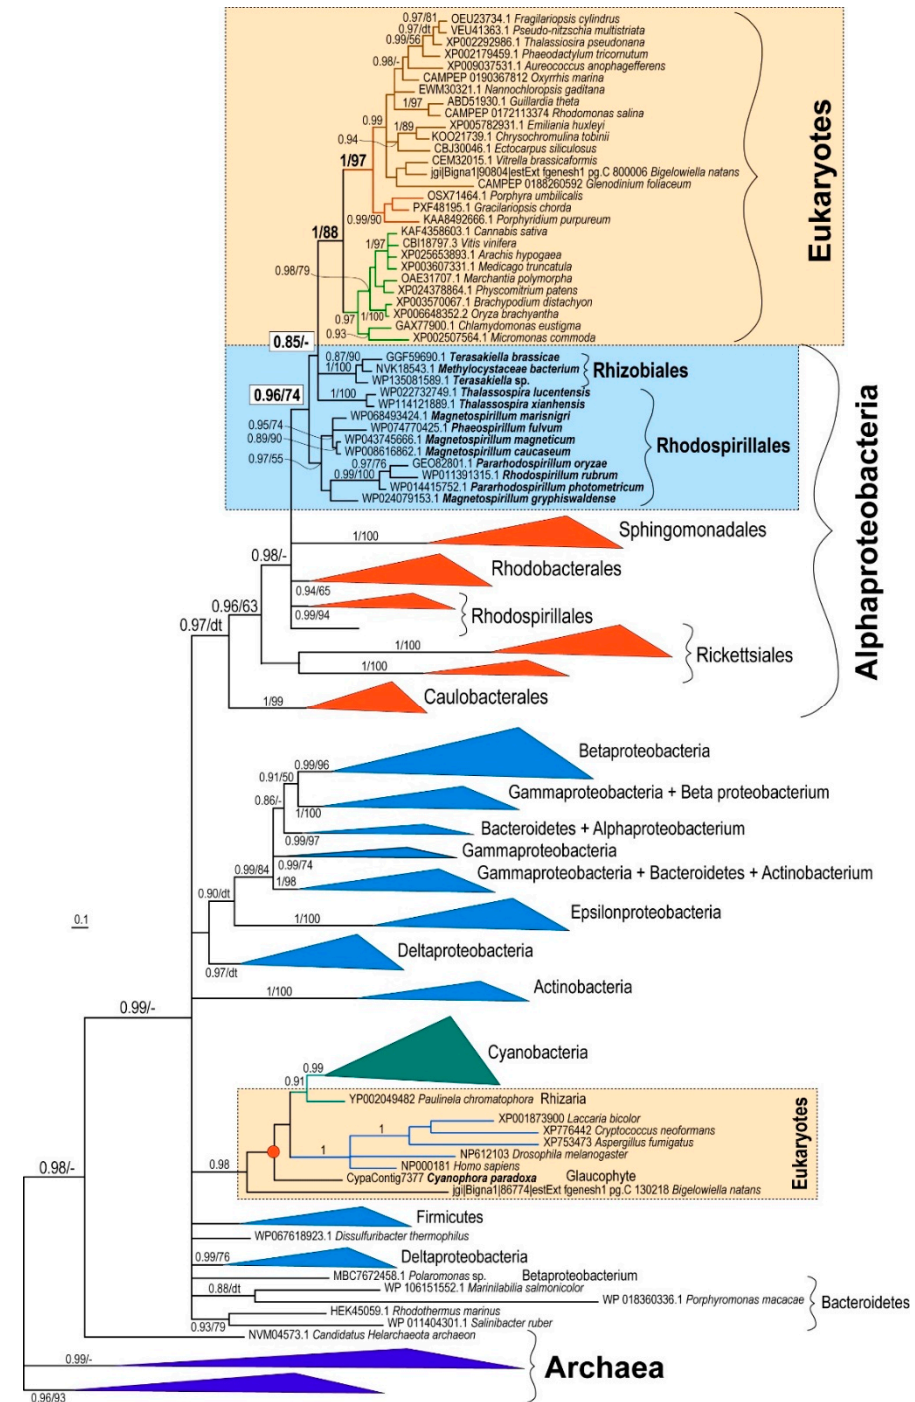 0.97/81
OEU23734.1 Fragilariopsis cylindrus
0.97/dt
VEU41363.1 Pseudo-nitzschia multistriata
0.99/56
XP002292986.1 Thalassiosira pseudonana
XP002179459.1 Phaeodactylum tricornutum
0.98/-
XP009037531.1 Aureococcus anophagefferens
CAMPEP 0190367812 Oxyrrhis marina
EWM30321.1 Nannochloropsis gaditana
1/97
ABD51930.1 Guillardia theta
CAMPEP 0172113374 Rhodomonas salina
0.99
1/89
XP005782931.1 Emiliania huxleyi
0.94
KOO21739.1 Chrysochromulina tobinii
CBJ30046.1 Ectocarpus siliculosus
1/97
CEM32015.1 Vitrella brassicaformis
jgi|Bigna1|90804|estExt fgenesh1 pg.C 800006 Bigelowiella natans
CAMPEP 0188260592 Glenodinium foliaceum
OSX71464.1 Porphyra umbilicalis
PXF48195.1 Gracilariopsis chorda
0.99/90
KAA8492666.1 Porphyridium purpureum
1/88
KAF4358603.1 Cannabis sativa
1/97
CBI18797.3 Vitis vinifera
XP025653893.1 Arachis hypogaea
0.98/79
XP003607331.1 Medicago truncatula
OAE31707.1 Marchantia polymorpha
XP024378864.1 Physcomitrium patens
XP003570067.1 Brachypodium distachyon
0.97
1/100
XP006648352.2 Oryza brachyantha
GAX77900.1 Chlamydomonas eustigma
0.93
XP002507564.1 Micromonas commoda
Eukaryotes
0.85/-
0.87/90
GGF59690.1 Terasakiella brassicae
1/100
NVK18543.1 Methylocystaceae bacterium
WP135081589.1 Terasakiella sp.
Rhizobiales
0.96/74
1/100
WP022732749.1 Thalassospira lucentensis
WP114121889.1 Thalassospira xianhensis
WP068493424.1 Magnetospirillum marisnigri
0.95/74
WP074770425.1 Phaeospirillum fulvum
0.89/90
WP043745666.1 Magnetospirillum magneticum
WP008616862.1 Magnetospirillum caucaseum
0.97/55
0.97/76
GEO82801.1 Pararhodospirillum oryzae
0.99/100
WP011391315.1 Rhodospirillum rubrum
WP014415752.1 Pararhodospirillum photometricum
WP024079153.1 Magnetospirillum gryphiswaldense
Rhodospirillales
Alphaproteobacteria
1/100
Sphingomonadales
0.98/-
Rhodobacterales
0.94/65
0.96/63
0.99/94
Rhodospirillales
0.97/dt
1/100
1/100
Rickettsiales
1/99
Caulobacterales
Betaproteobacteria
0.99/96
0.91/50
Gammaproteobacteria + Beta proteobacterium
0.86/-
1/100
Bacteroidetes + Alphaproteobacterium
0.99/97
Gammaproteobacteria
0.99/74
0.99/84
1/98
Gammaproteobacteria + Bacteroidetes + Actinobacterium
0.90/dt
1/100
Epsilonproteobacteria
0.1
Deltaproteobacteria
0.97/dt
1/100
Actinobacteria
0.99/-
Cyanobacteria
0.99
0.91
YP002049482 Paulinela chromatophora Rhizaria
XP001873900 Laccaria bicolor
1
XP776442 Cryptococcus neoformans
XP753473 Aspergillus fumigatus
1
NP612103 Drosophila melanogaster
0.98
NP000181 Homo sapiens
CypaContig7377 Cyanophora paradoxa Glaucophyte
jgi|Bigna1|86774|estExt fgenesh1 pg.C 130218 Bigelowiella natans
Eukaryotes
0.98/-
Firmicutes
WP067618923.1 Dissulfuribacter thermophilus
0.99/76
Deltaproteobacteria
MBC7672458.1 Polaromonas sp. Betaproteobacterium
0.88/dt
WP 106151552.1 Marinilabilia salmonicolor
WP 018360336.1 Porphyromonas macacae
Bacteroidetes
HEK45059.1 Rhodothermus marinus
0.93/79
WP 011404301.1 Salinibacter ruber
NVM04573.1 Candidatus Helarchaeota archaeon
0.99/-
Archaea
0.96/93